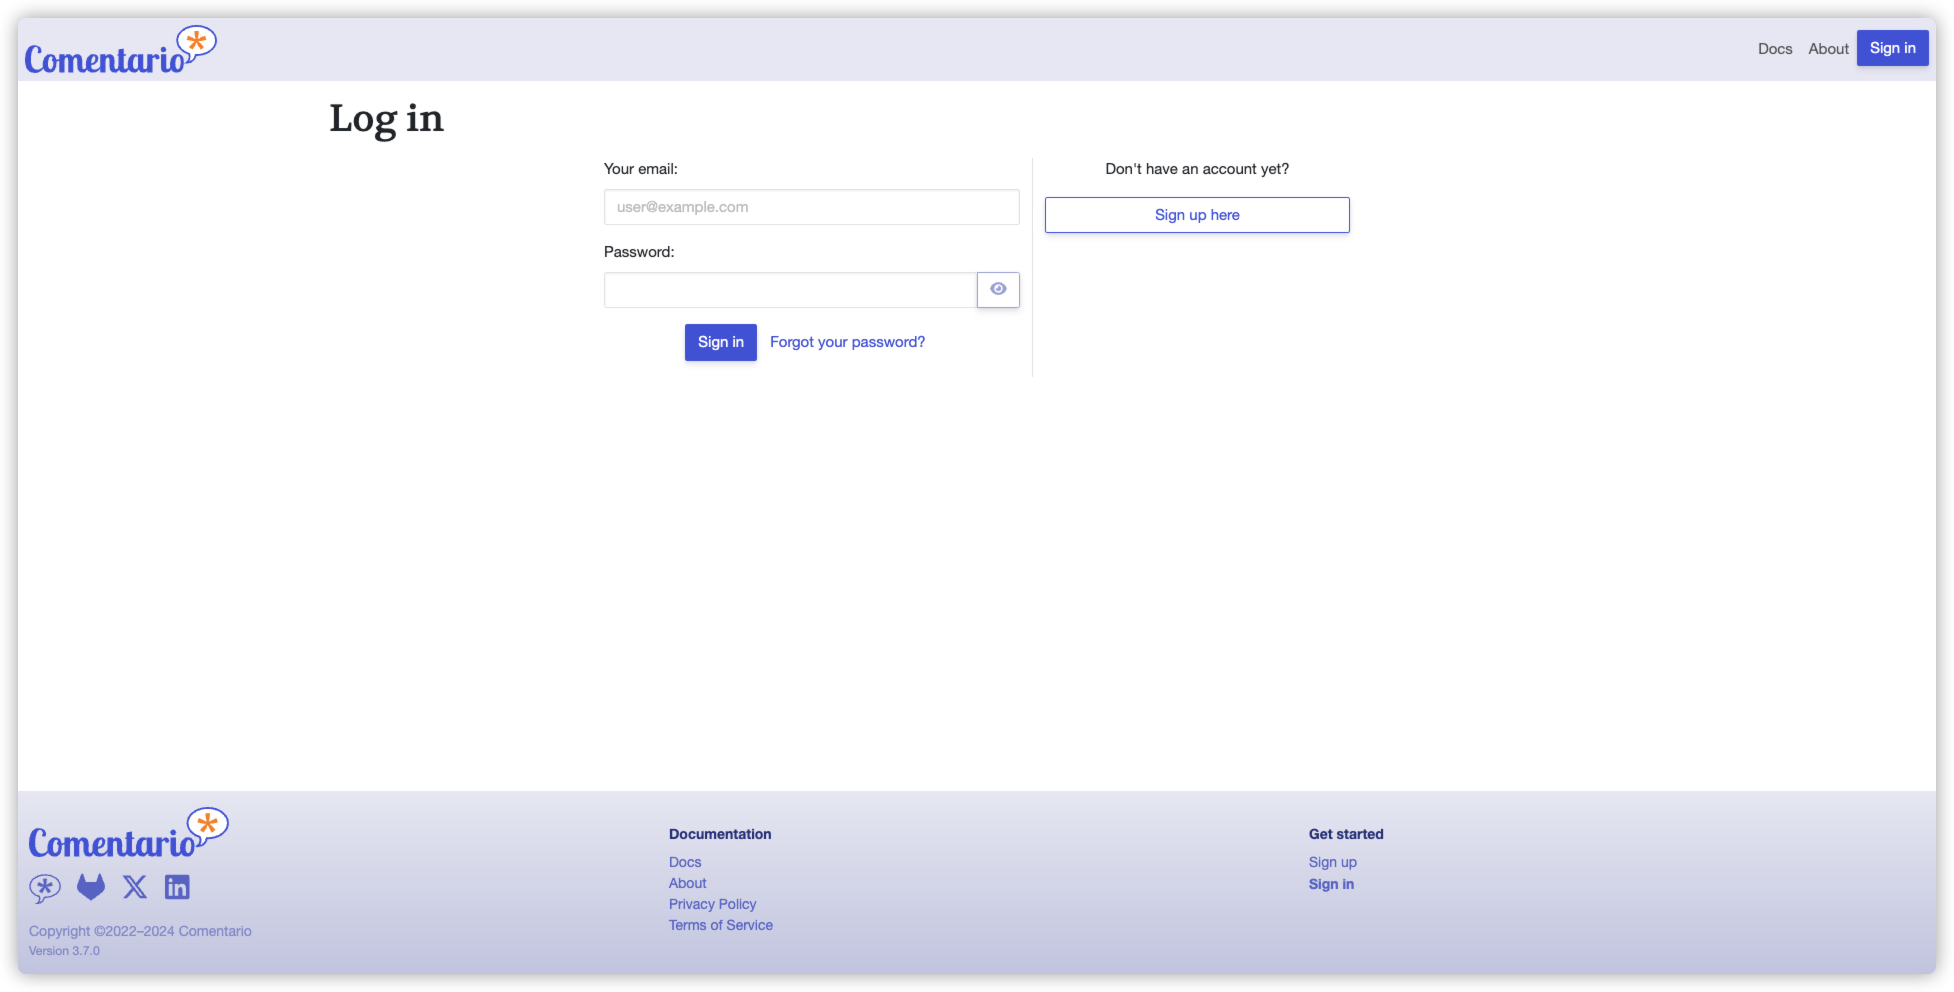 Comentario
Docs About Sign in
Log in
Your email:
user@example.com
Password:
Sign in Forgot your password?
Don't have an account yet?
Sign up here
Comentario
Copyright ©2022–2024 Comentario
Version 3.7.0
Documentation
Docs
About
Privacy Policy
Terms of Service
Get started
Sign up
Sign in